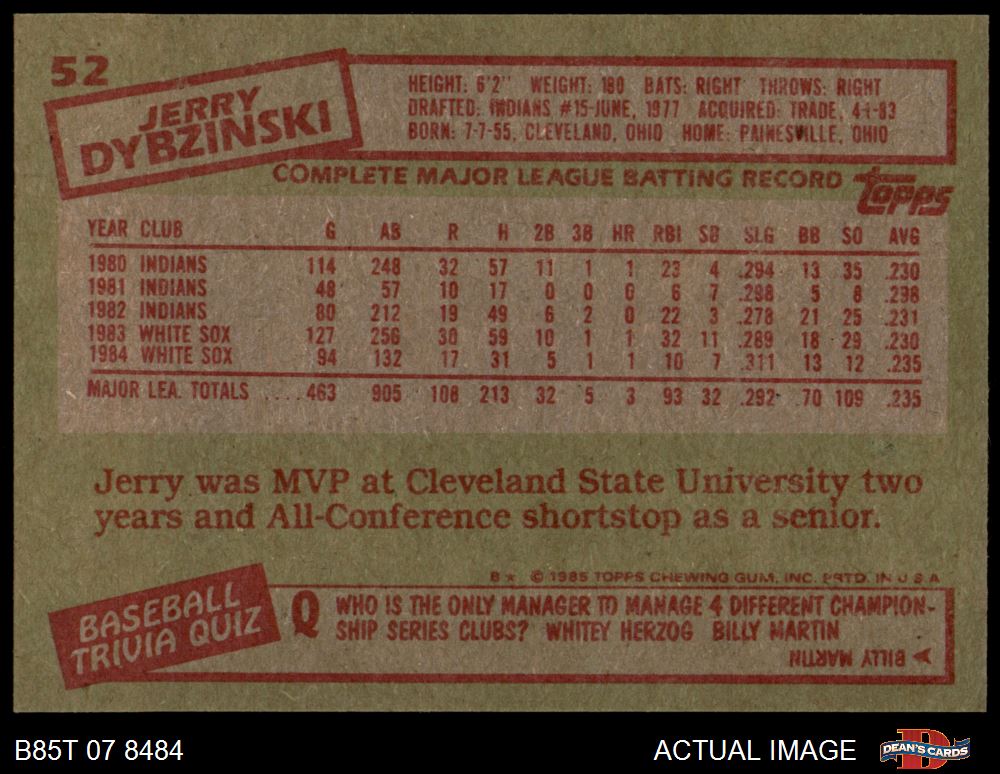 52
JERRY
DYBZINSKI
HEIGHT: 6'2" WEIGHT: 180 BATS: RIGHT THROWS: RIGHT
DRAFTED: INDIANS #15-JUNE, 1977 ACQUIRED: TRADE, 4-1-83
BORN: 7-7-55, CLEVELAND, OHIO HOME: PAINESVILLE, OHIO
COMPLETE MAJOR LEAGUE BATTING RECORD
Topps
YEAR CLUB G AB R H 2B 3B HR RBI SB SLG BB SO AVG
1980 INDIANS 114 248 32 57 11 1 1 23 4 .294 13 35 .230
1981 INDIANS 48 57 10 17 0 0 0 6 7 .298 5 8 .298
1982 INDIANS 80 212 19 49 6 2 0 22 3 .278 21 25 .231
1983 WHITE SOX 127 256 30 59 10 1 1 32 11 .289 18 29 .230
1984 WHITE SOX 94 132 17 31 5 1 1 10 7 .311 13 12 .235
MAJOR LEA. TOTALS ....463 905 108 213 32 5 3 93 32 .292 70 109 .235
Jerry was MVP at Cleveland State University two
years and All-Conference shortstop as a senior.
B* © 1985 TOPPS CHEWING GUM, INC. PRTD. IN U S A
BASEBALL
TRIVIA QUIZ
Q WHO IS THE ONLY MANAGER TO MANAGE 4 DIFFERENT CHAMPION-
SHIP SERIES CLUBS? WHITEY HERZOG BILLY MARTIN
BILLY MARTIN
B85T 07 8484
ACTUAL IMAGE
DEAN'S CARDS